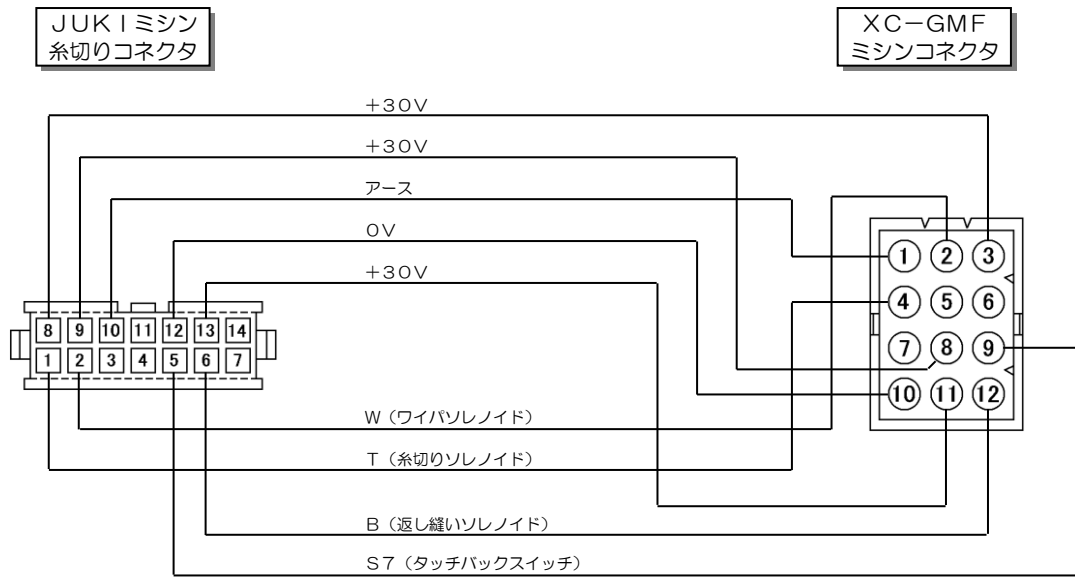 ＪＵＫＩミシン
糸切りコネクタ
ＸＣ－ＧＭＦ
ミシンコネクタ
＋３０Ｖ
＋３０Ｖ
アース
０Ｖ
＋３０Ｖ
1 2 3
4 5 6
7 8 9
10 11 12
8 9 10 11 12 13 14
1 2 3 4 5 6 7
Ｗ（ワイパソレノイド）
Ｔ（糸切りソレノイド）
Ｂ（返し縫いソレノイド）
Ｓ７（タッチバックスイッチ）